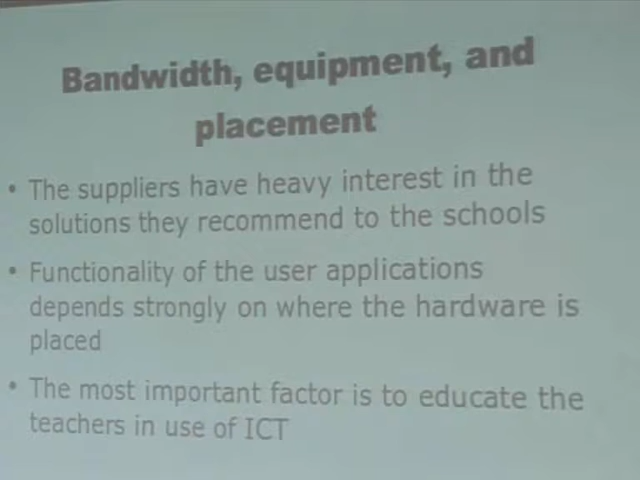 Bandwidth, equipment, and
placement
• The suppliers have heavy interest in the
solutions they recommend to the schools
• Functionality of the user applications
depends strongly on where the hardware is
placed
• The most important factor is to educate the
teachers in use of ICT